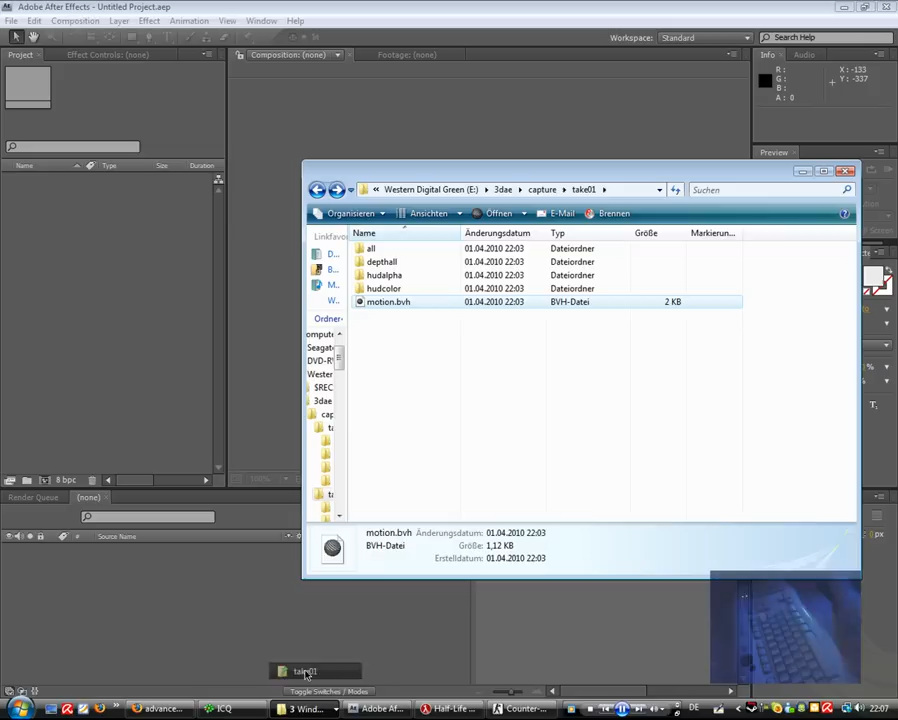 Adobe After Effects - Untitled Project.aep
File Edit Composition Layer Effect Animation View Window Help
Workspace: Standard Search Help
Project Effect Controls: (none) Composition: (none) Footage: (none) Info Audio
R : X : -133
G : Y : -337
B :
A : 0
Preview
Name Type Size Duration
Western Digital Green (E:) 3dae capture take01 Suchen
Organisieren Ansichten Öffnen E-Mail Brennen
Linkfavo Name Änderungsdatum Typ Größe Markierun...
D... all 01.04.2010 22:03 Dateiordner
B... depthall 01.04.2010 22:03 Dateiordner
M... hudalpha 01.04.2010 22:03 Dateiordner
W... hudcolor 01.04.2010 22:03 Dateiordner
motion.bvh 01.04.2010 22:03 BVH-Datei 2 KB
Ordner
ompute
Seagat
DVD-R
Wester
$REC
3dae
cap
ta
ta
8 bpc
Render Queue (none)
Source Name
motion.bvh Änderungsdatum: 01.04.2010 22:03
BVH-Datei Größe: 1,12 KB
Erstelldatum: 01.04.2010 22:03
take01
Toggle Switches / Modes
advance... ICQ 3 Wind... Adobe Af... Half-Life ... Counter-... DE 22:07